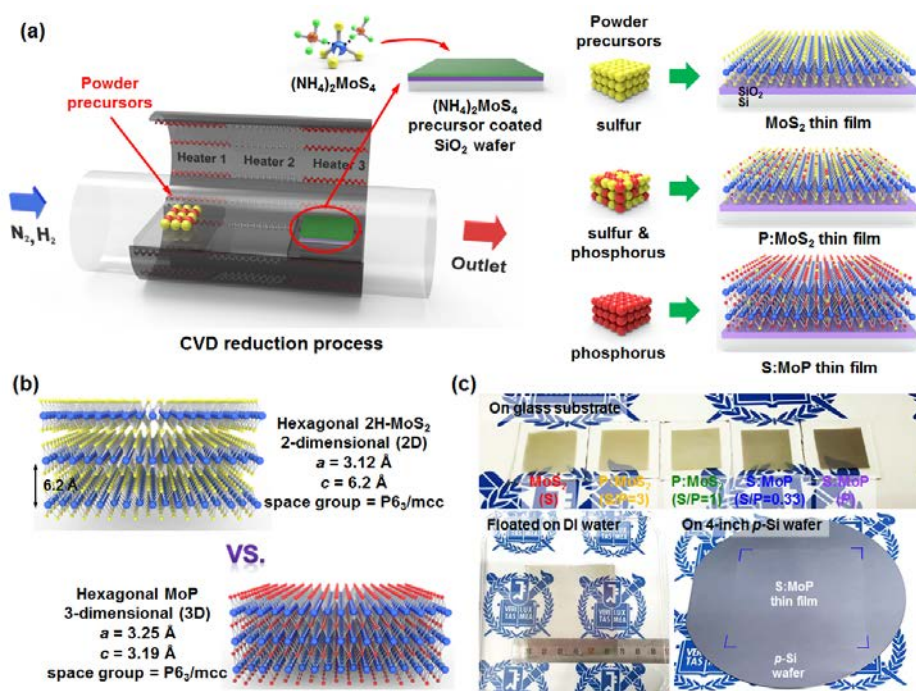 (a)
(NH₄)₂MoS₄
(NH₄)₂MoS₄
precursor coated
SiO₂ wafer
Powder
precursors
Heater 1
Heater 2
Heater 3
N₂, H₂
Outlet
CVD reduction process
Powder
precursors
sulfur
SiO₂
Si
MoS₂ thin film
sulfur &
phosphorus
P:MoS₂ thin film
phosphorus
S:MoP thin film
(b)
6.2 Å
Hexagonal 2H-MoS₂
2-dimensional (2D)
a = 3.12 Å
c = 6.2 Å
space group = P6₃/mcc
VS.
Hexagonal MoP
3-dimensional (3D)
a = 3.25 Å
c = 3.19 Å
space group = P6₃/mcc
(c)
On glass substrate
MoS₂
(S)
P:MoS₂
(S/P=3)
P:MoS₂
(S/P=1)
S:MoP
(S/P=0.33)
S:MoP
(P)
Floated on DI water
On 4-inch p-Si wafer
S:MoP
thin film
p-Si
wafer